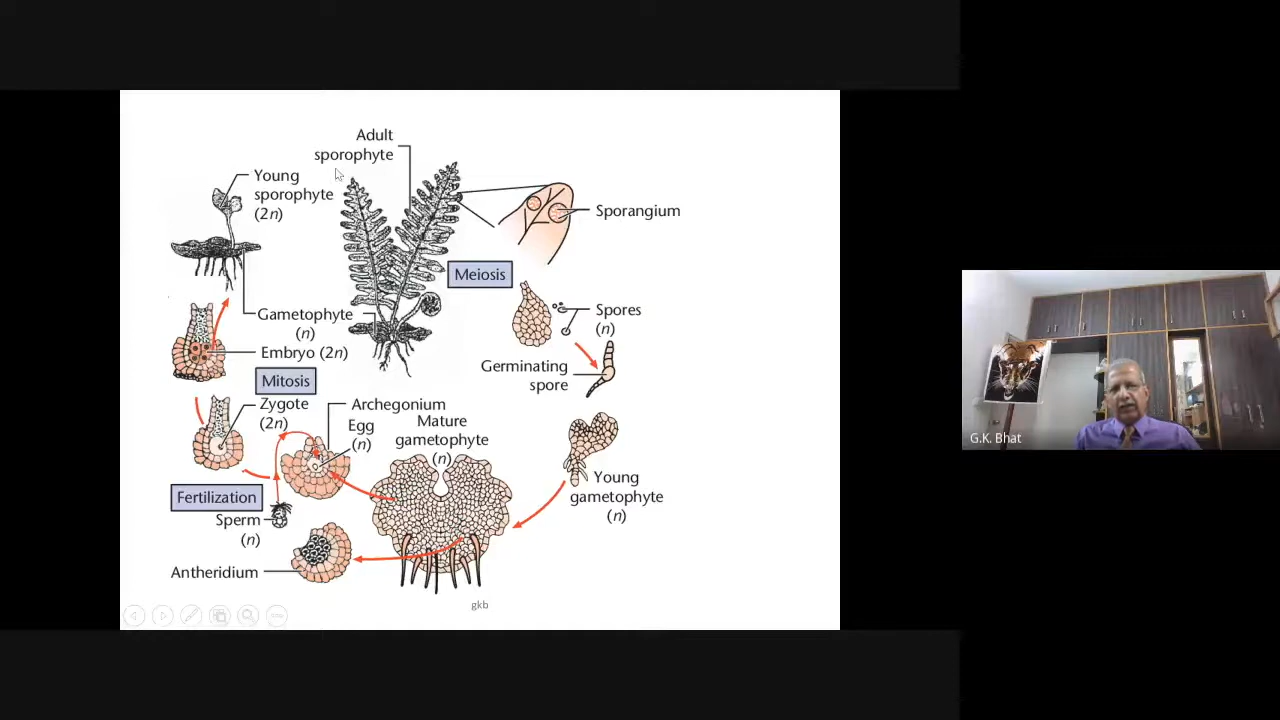 Adult
sporophyte
Young
sporophyte
(2n)
Sporangium
Meiosis
Gametophyte
(n)
Spores
(n)
Embryo (2n)
Germinating
spore
Mitosis
Zygote
(2n)
Archegonium
Egg
(n)
Mature
gametophyte
(n)
Young
gametophyte
(n)
Fertilization
Sperm
(n)
Antheridium
gkb
G.K. Bhat